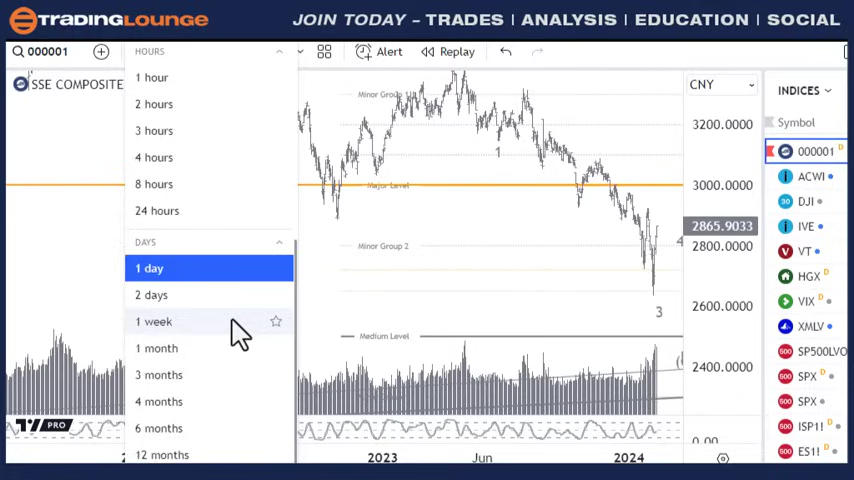 TRADINGLOUNGE
JOIN TODAY – TRADES | ANALYSIS | EDUCATION | SOCIAL
000001
HOURS
Alert
Replay
SSE COMPOSITE
1 hour
2 hours
3 hours
4 hours
8 hours
24 hours
DAYS
1 day
2 days
1 week
1 month
3 months
4 months
6 months
12 months
Minor Group 1
1
Major Level
Minor Group 2
4
3
Medium Level
CNY
3200.0000
3000.0000
2865.9033
2800.0000
2600.0000
2400.0000
0.00
2023
Jun
2024
PRO
INDICES
Symbol
000001 D
ACWI
DJI
IVE
VT
HGX D
VIX D
XMLV
SP500LVO
SPX D
SPX
ISP1! D
ES1! D